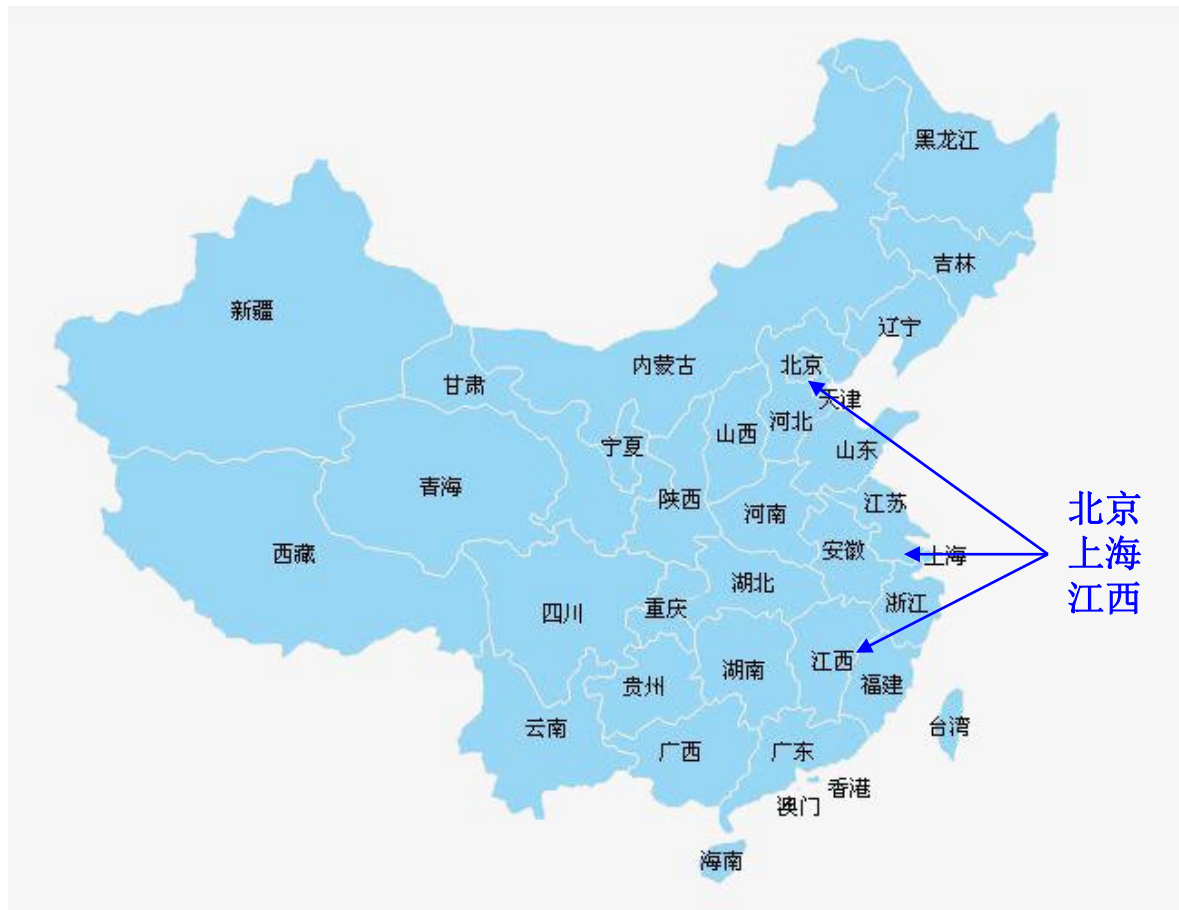 黑龙江
吉林
新疆
辽宁
内蒙古
北京
甘肃
天津
河北
山西
宁夏
山东
青海
陕西
江苏
河南
北京
上海
江西
安徽
上海
西藏
湖北
浙江
重庆
四川
江西
湖南
福建
贵州
云南
台湾
广西
广东
香港
澳门
海南